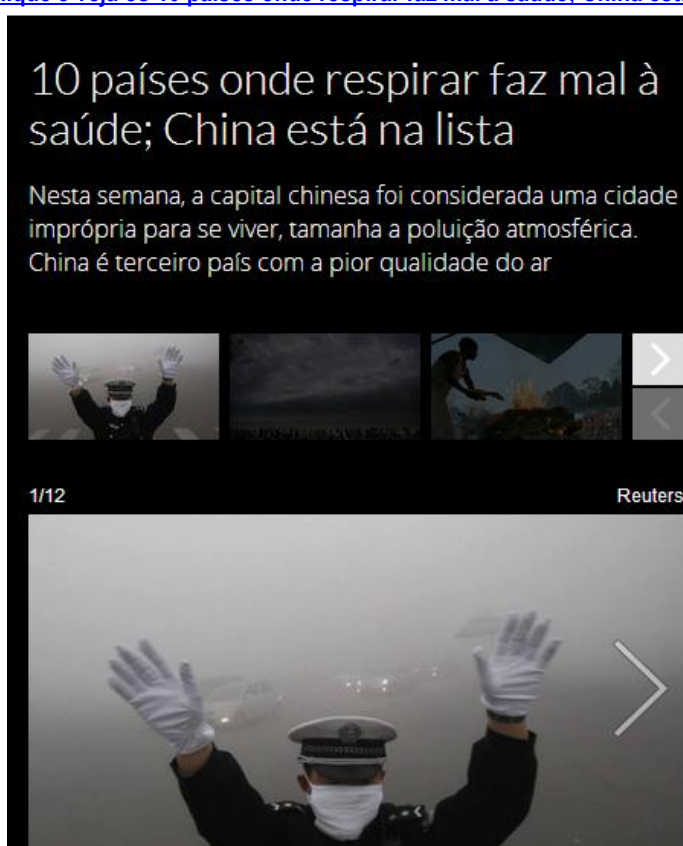 10 países onde respirar faz mal à
saúde; China está na lista
Nesta semana, a capital chinesa foi considerada uma cidade
imprópria para se viver, tamanha a poluição atmosférica.
China é terceiro país com a pior qualidade do ar
1/12 Reuters